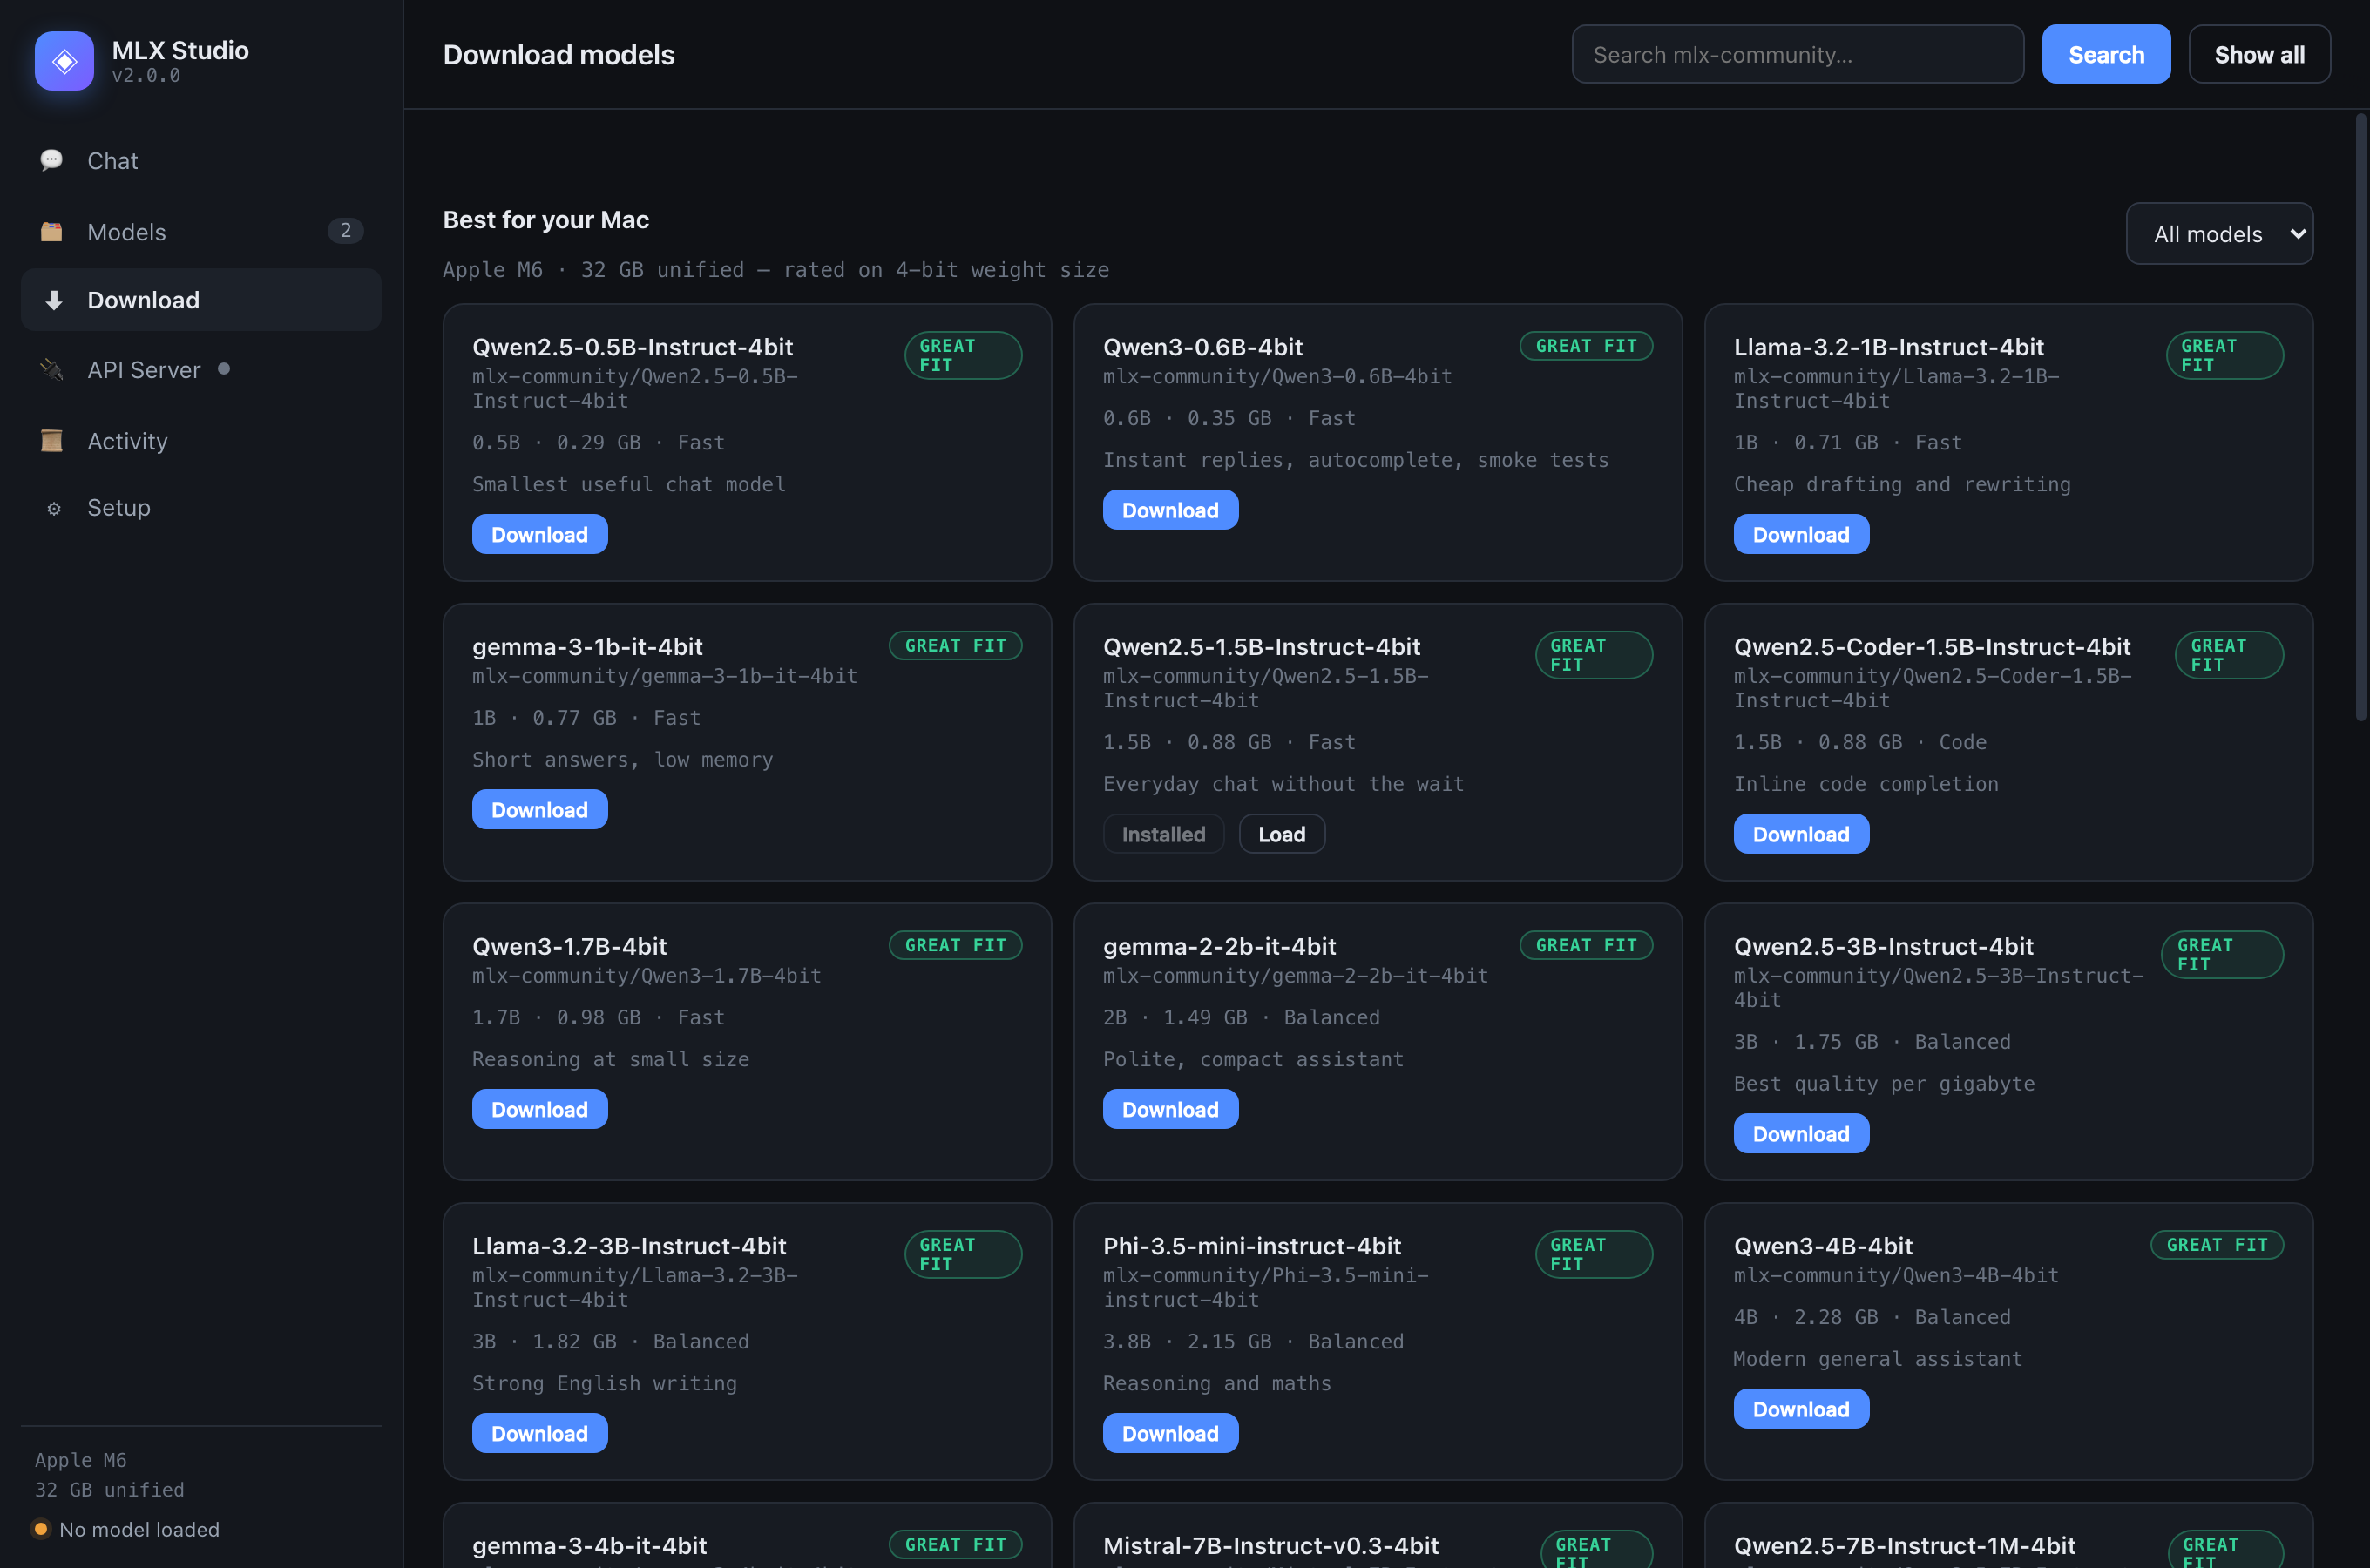 MLX Studio
v2.0.0
Chat
Models
2
Download
API Server
Activity
Setup
Apple M6
32 GB unified
No model loaded
Download models
Search mlx-community...
Search
Show all
Best for your Mac
Apple M6 · 32 GB unified — rated on 4-bit weight size
All models
Qwen2.5-0.5B-Instruct-4bit
GREAT
FIT
mlx-community/Qwen2.5-0.5B-
Instruct-4bit
0.5B · 0.29 GB · Fast
Smallest useful chat model
Download
Qwen3-0.6B-4bit
GREAT FIT
mlx-community/Qwen3-0.6B-4bit
0.6B · 0.35 GB · Fast
Instant replies, autocomplete, smoke tests
Download
Llama-3.2-1B-Instruct-4bit
GREAT
FIT
mlx-community/Llama-3.2-1B-
Instruct-4bit
1B · 0.71 GB · Fast
Cheap drafting and rewriting
Download
gemma-3-1b-it-4bit
GREAT FIT
mlx-community/gemma-3-1b-it-4bit
1B · 0.77 GB · Fast
Short answers, low memory
Download
Qwen2.5-1.5B-Instruct-4bit
GREAT
FIT
mlx-community/Qwen2.5-1.5B-
Instruct-4bit
1.5B · 0.88 GB · Fast
Everyday chat without the wait
Installed
Load
Qwen2.5-Coder-1.5B-Instruct-4bit
GREAT
FIT
mlx-community/Qwen2.5-Coder-1.5B-
Instruct-4bit
1.5B · 0.88 GB · Code
Inline code completion
Download
Qwen3-1.7B-4bit
GREAT FIT
mlx-community/Qwen3-1.7B-4bit
1.7B · 0.98 GB · Fast
Reasoning at small size
Download
gemma-2-2b-it-4bit
GREAT FIT
mlx-community/gemma-2-2b-it-4bit
2B · 1.49 GB · Balanced
Polite, compact assistant
Download
Qwen2.5-3B-Instruct-4bit
GREAT
FIT
mlx-community/Qwen2.5-3B-Instruct-
4bit
3B · 1.75 GB · Balanced
Best quality per gigabyte
Download
Llama-3.2-3B-Instruct-4bit
GREAT
FIT
mlx-community/Llama-3.2-3B-
Instruct-4bit
3B · 1.82 GB · Balanced
Strong English writing
Download
Phi-3.5-mini-instruct-4bit
GREAT
FIT
mlx-community/Phi-3.5-mini-
instruct-4bit
3.8B · 2.15 GB · Balanced
Reasoning and maths
Download
Qwen3-4B-4bit
GREAT FIT
mlx-community/Qwen3-4B-4bit
4B · 2.28 GB · Balanced
Modern general assistant
Download
gemma-3-4b-it-4bit
GREAT FIT
Mistral-7B-Instruct-v0.3-4bit
GREAT
FIT
Qwen2.5-7B-Instruct-1M-4bit
GREAT
FIT